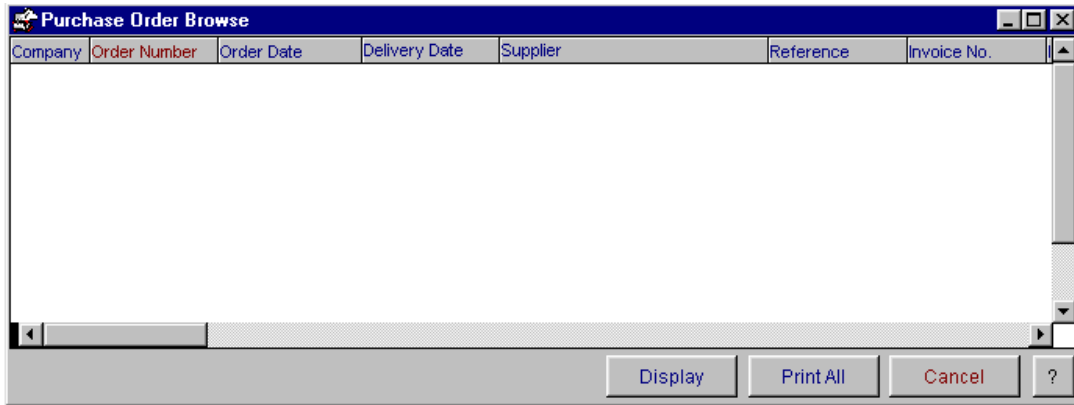 Purchase Order Browse
Company Order Number Order Date Delivery Date Supplier Reference Invoice No.
Display Print All Cancel ?